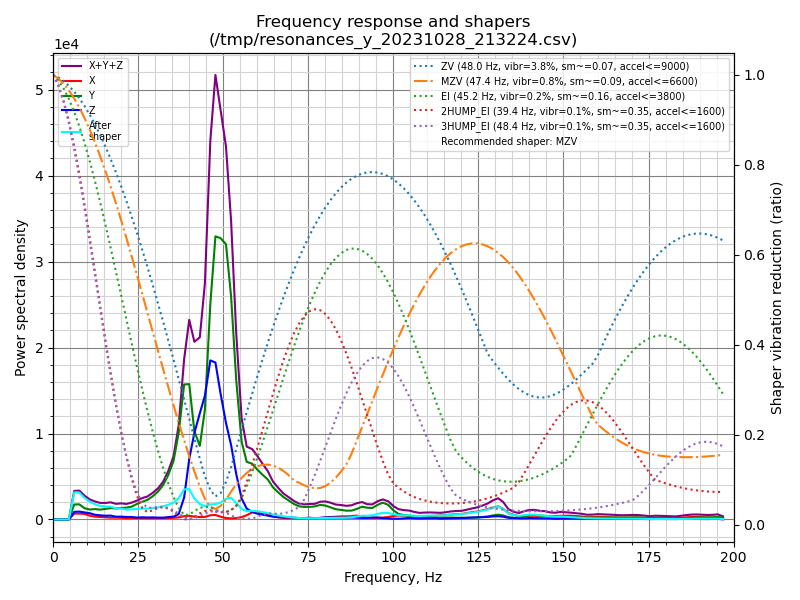 Frequency response and shapers
(/tmp/resonances_y_20231028_213224.csv)
1e4
X+Y+Z
X
Y
Z
After
shaper
ZV (48.0 Hz, vibr=3.8%, sm~=0.07, accel<=9000)
MZV (47.4 Hz, vibr=0.8%, sm~=0.09, accel<=6600)
EI (45.2 Hz, vibr=0.2%, sm~=0.16, accel<=3800)
2HUMP_EI (39.4 Hz, vibr=0.1%, sm~=0.35, accel<=1600)
3HUMP_EI (48.4 Hz, vibr=0.1%, sm~=0.35, accel<=1600)
Recommended shaper: MZV
Power spectral density
5
4
3
2
1
0
1.0
0.8
0.6
0.4
0.2
0.0
Shaper vibration reduction (ratio)
0 25 50 75 100 125 150 175 200
Frequency, Hz